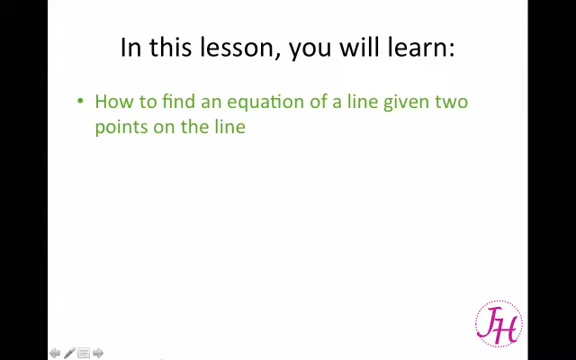 In this lesson, you will learn:
• How to find an equation of a line given two
points on the line
JH